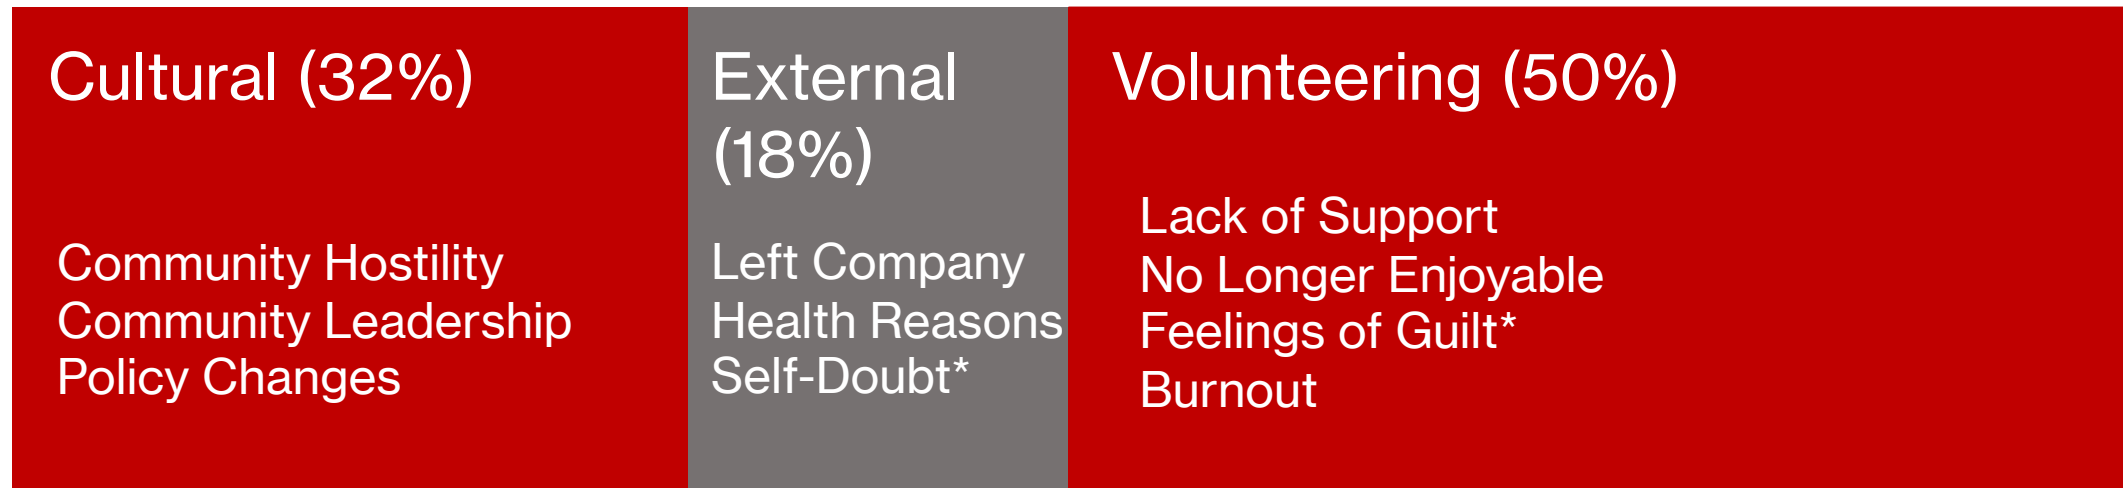 Cultural (32%)
Community Hostility
Community Leadership
Policy Changes
External
(18%)
Left Company
Health Reasons
Self-Doubt*
Volunteering (50%)
Lack of Support
No Longer Enjoyable
Feelings of Guilt*
Burnout